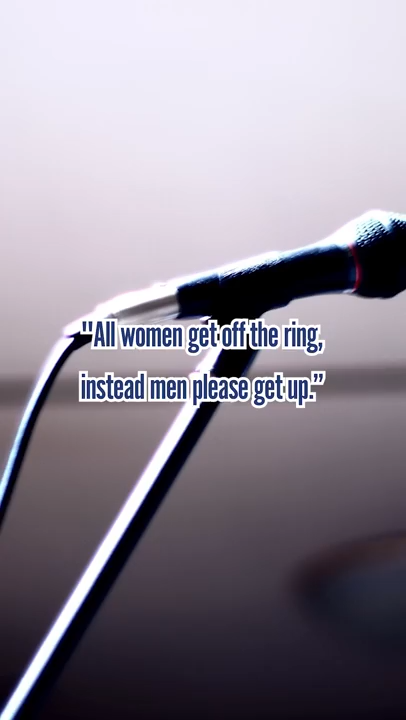 "All women get off the ring,
instead men please get up.”